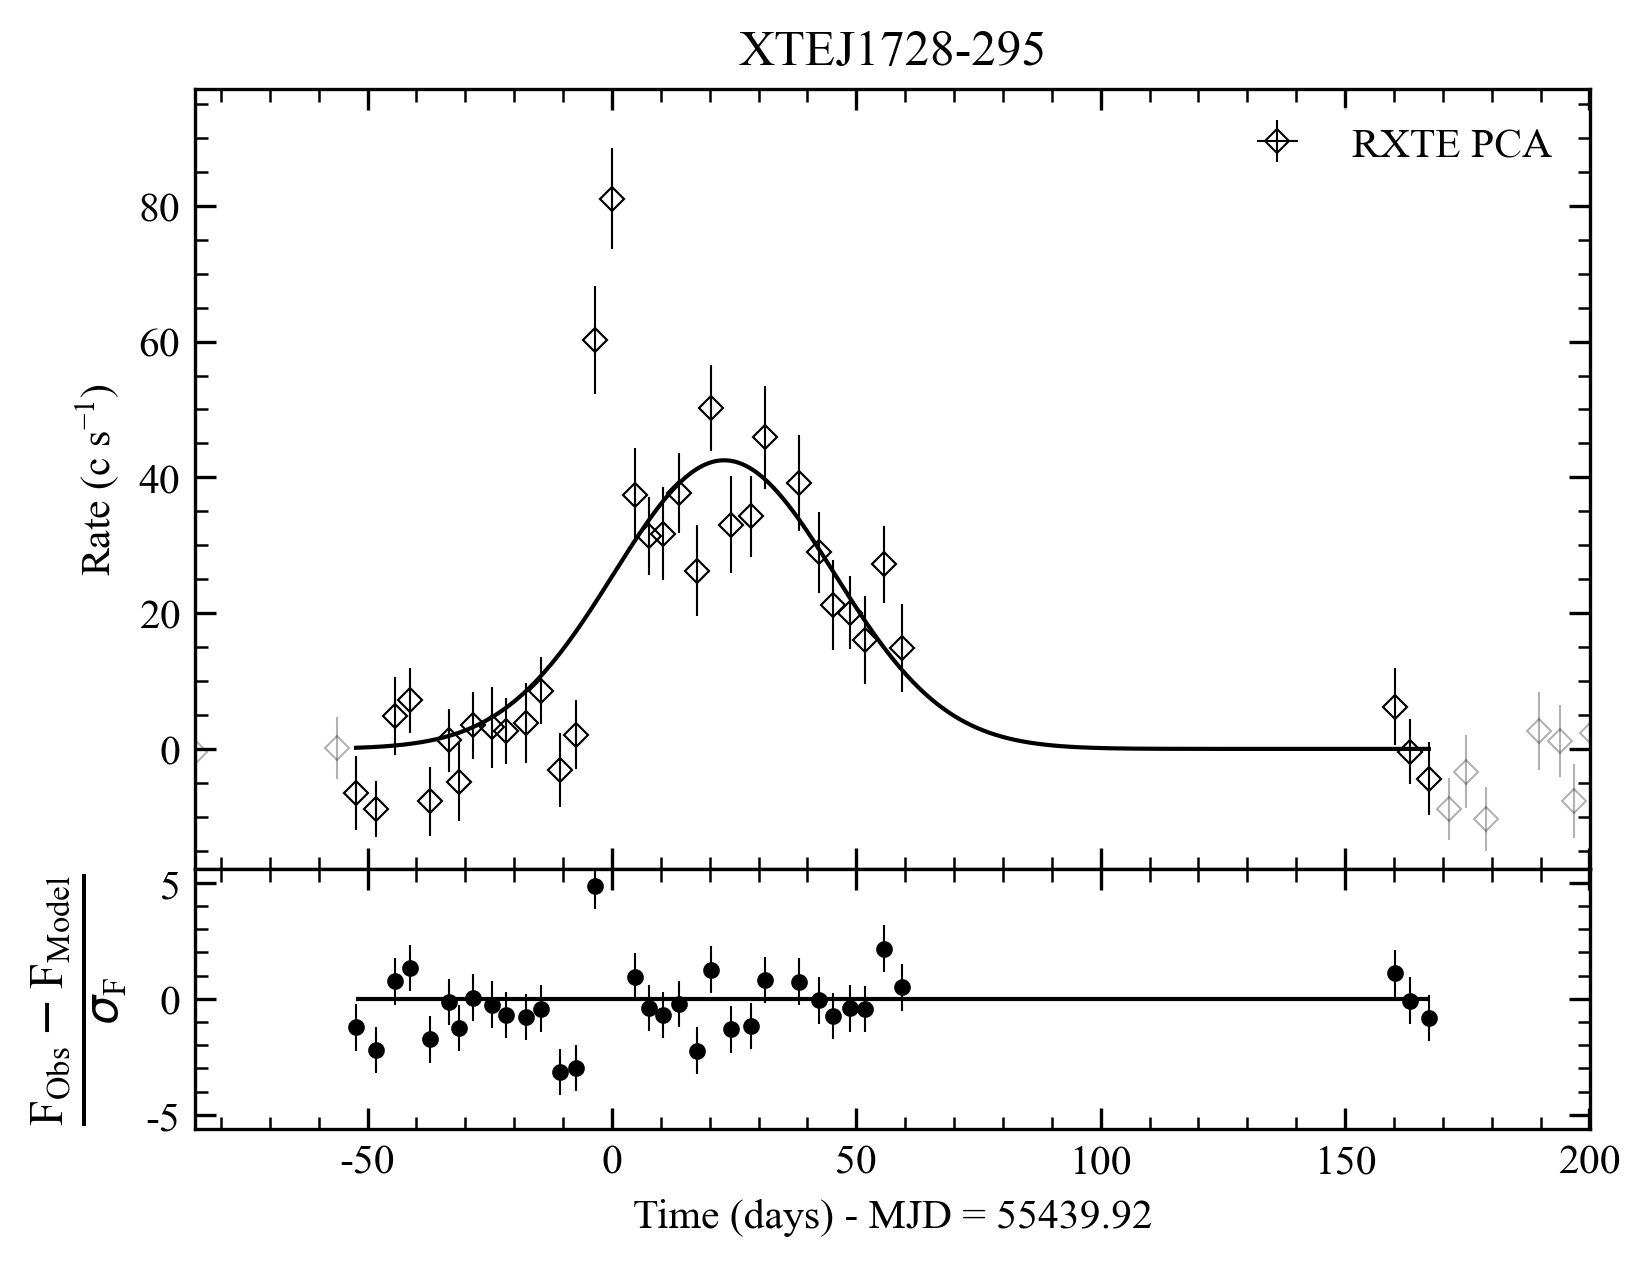 XTEJ1728-295
RXTE PCA
80
60
40
20
0
Rate (c s⁻¹)
5
0
-5
F_Obs − F_Model
σ_F
-50 0 50 100 150 200
Time (days) - MJD = 55439.92